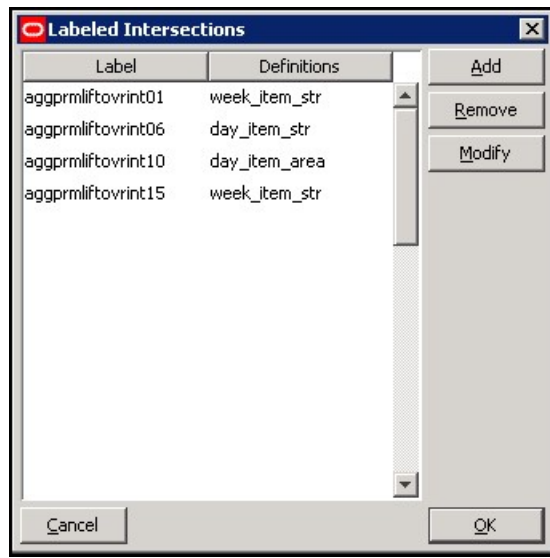 Labeled Intersections
Label Definitions Add
aggprmliftovrint01 week_item_str
Remove
aggprmliftovrint06 day_item_str
Modify
aggprmliftovrint10 day_item_area
aggprmliftovrint15 week_item_str
Cancel OK